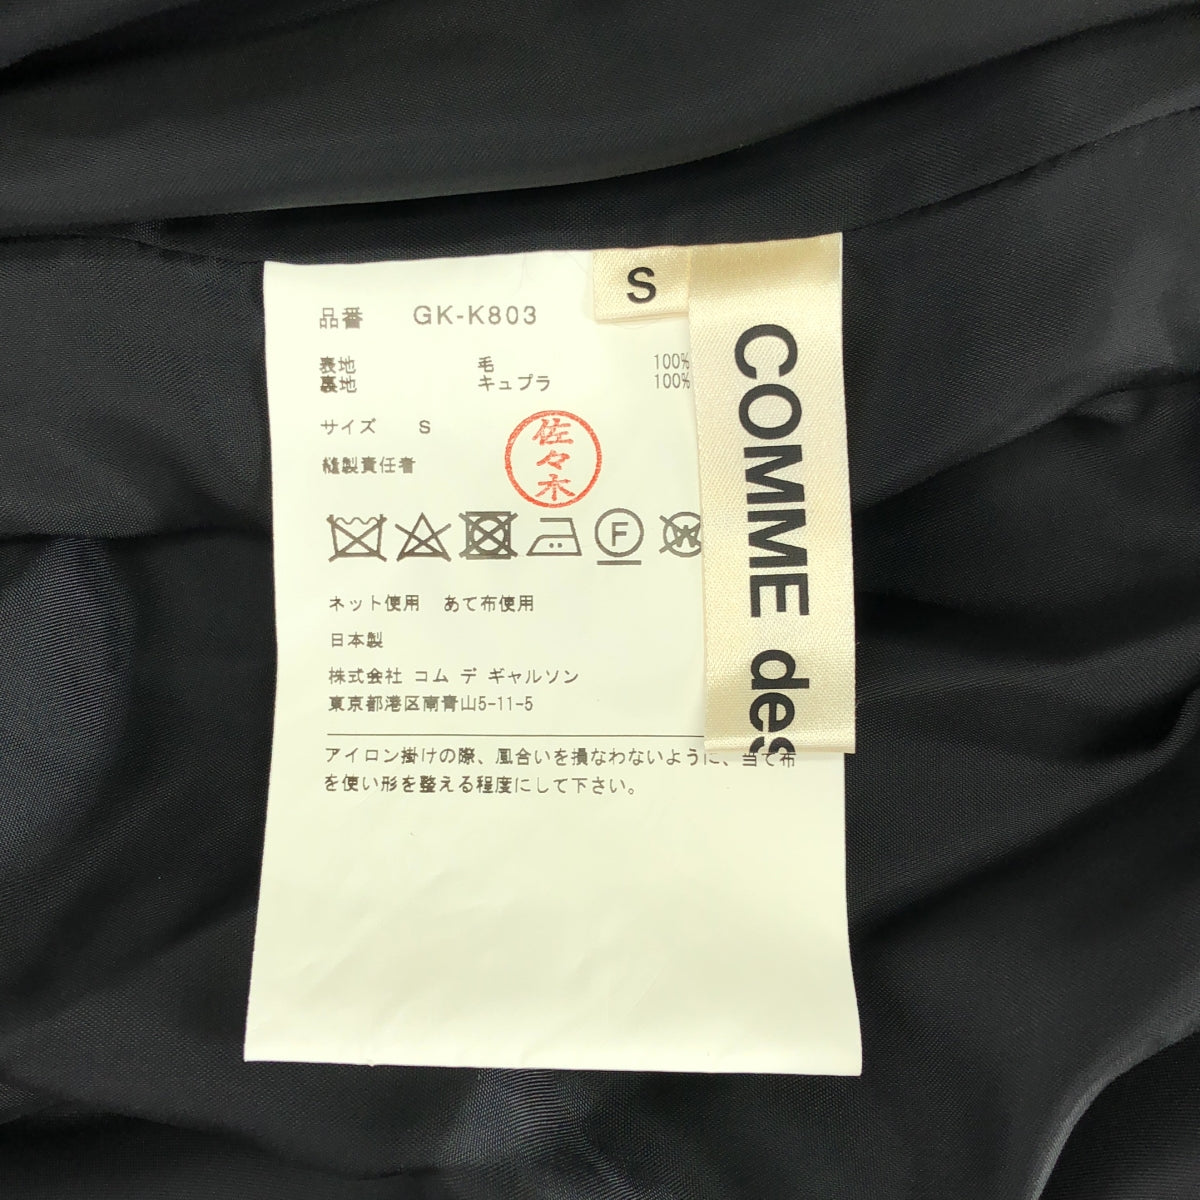 S
COMME des
品番 GK-K803
表地 毛 100%
裏地 キュプラ 100%
サイズ S
縫製責任者 佐々木
F
W
ネット使用 あて布使用
日本製
株式会社 コム デ ギャルソン
東京都港区南青山5-11-5
アイロン掛けの際、風合いを損なわないように、当て布
を使い形を整える程度にして下さい。